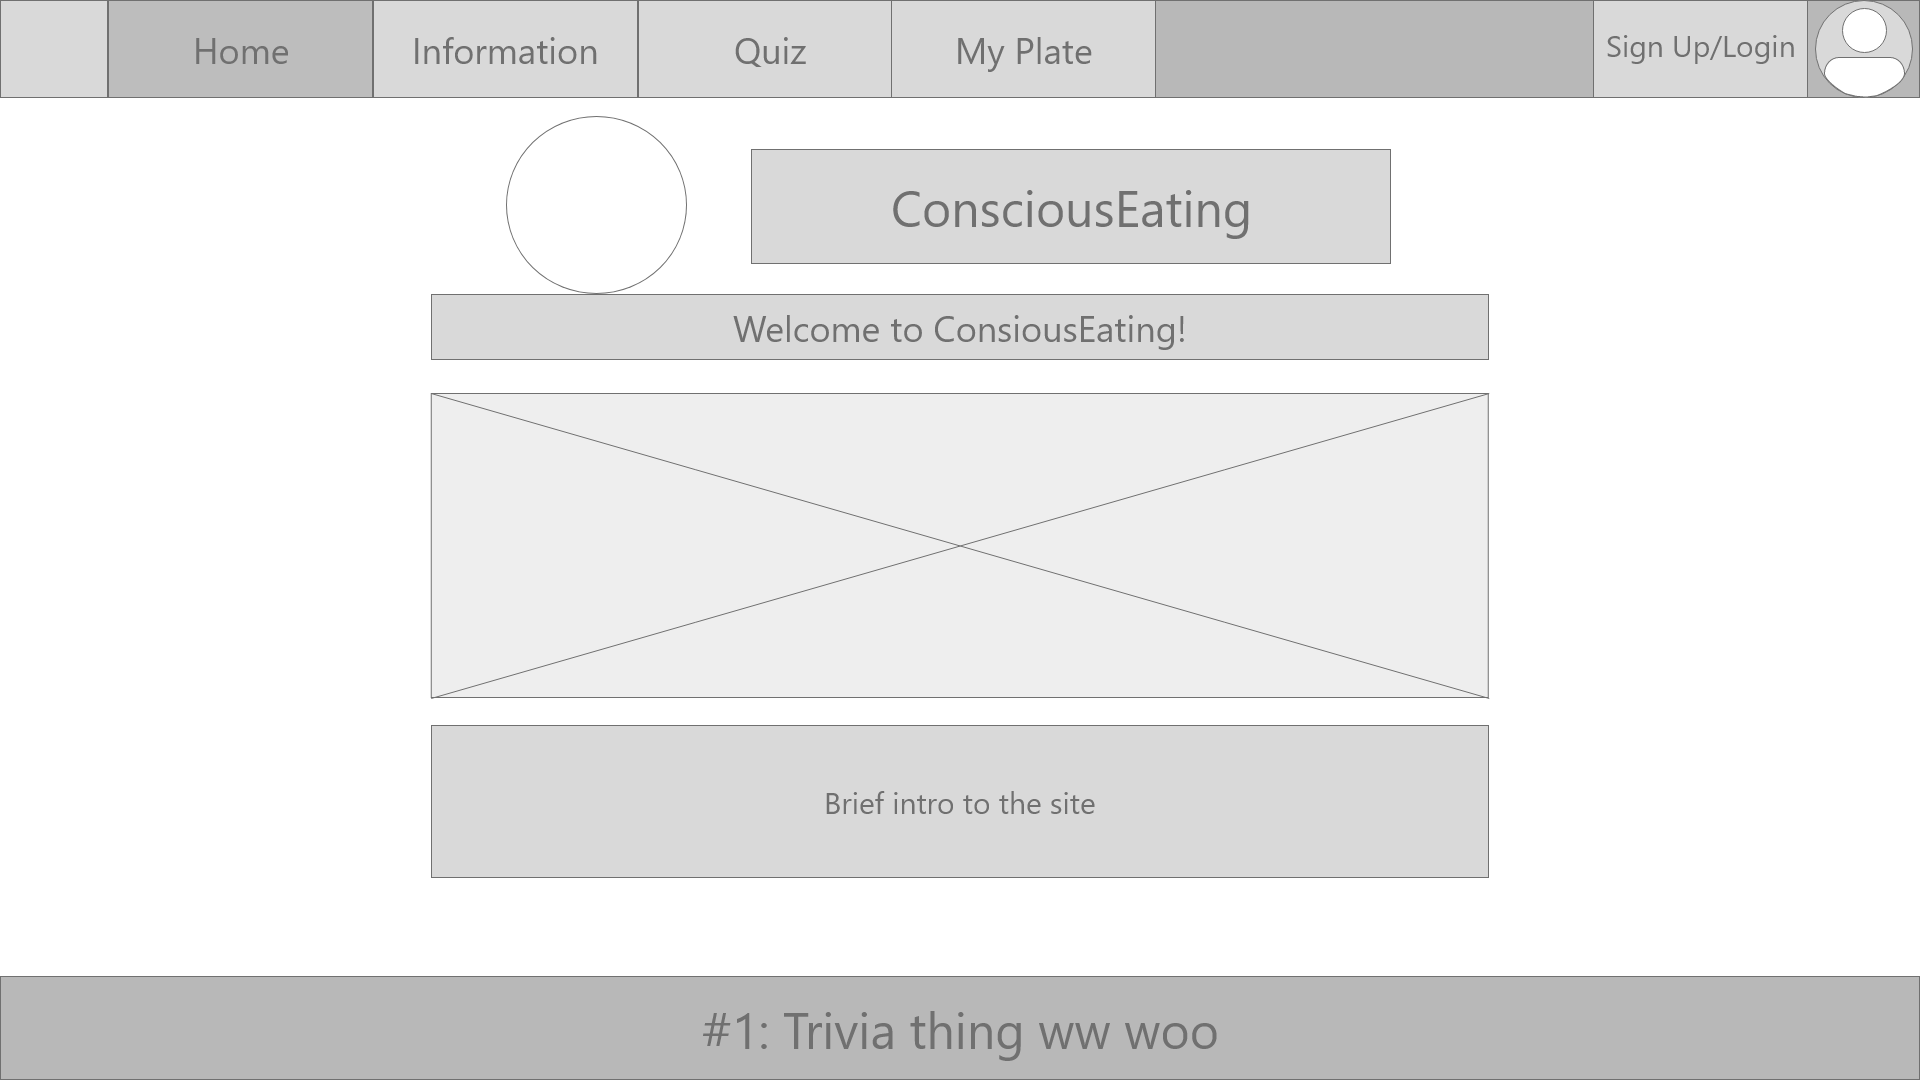 Home Information Quiz My Plate Sign Up/Login
ConsciousEating
Welcome to ConsiousEating!
Brief intro to the site
#1: Trivia thing ww woo